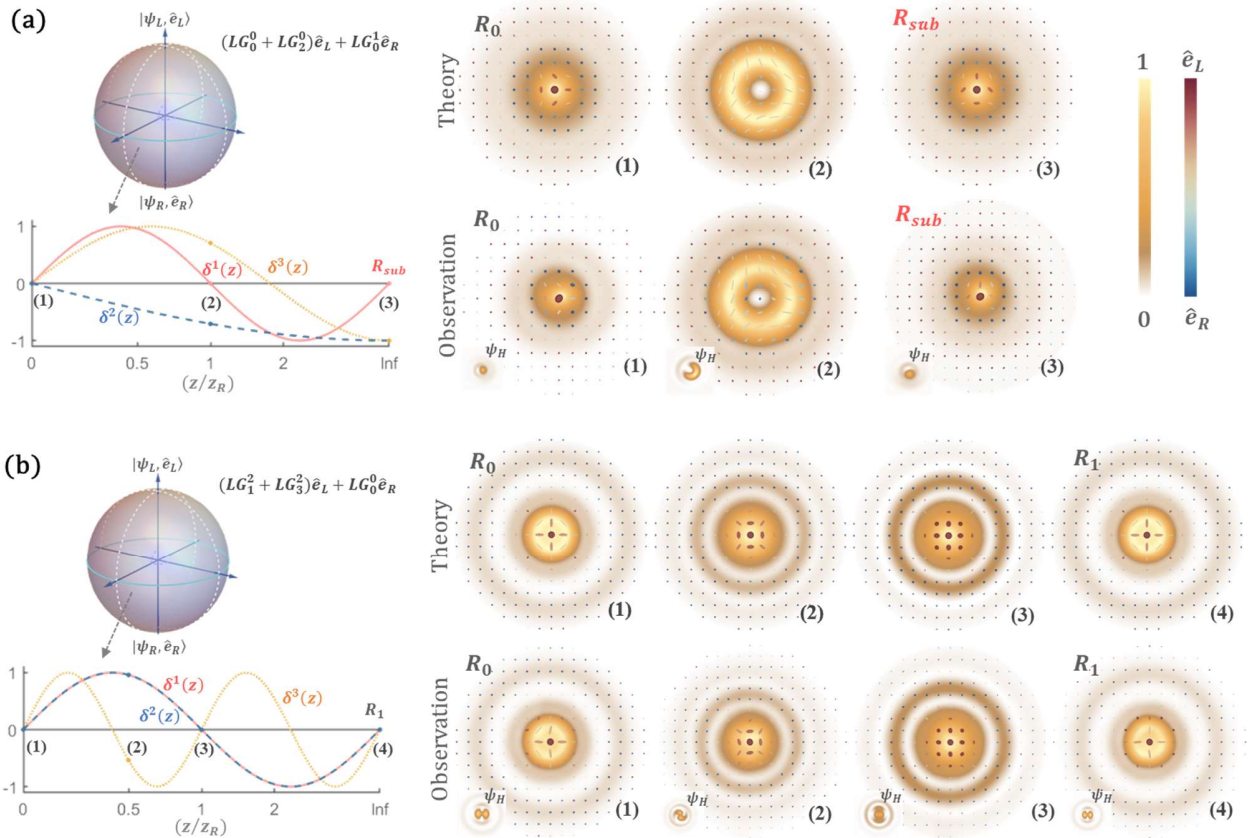 (a)
|ψ_L, ê_L⟩
(LG_0^0 + LG_2^0)ê_L + LG_0^1 ê_R
|ψ_R, ê_R⟩
1
0
-1
δ^1(z)
δ^3(z)
δ^2(z)
R_sub
(1)
(2)
(3)
0
0.5
1
2
Inf
(z/z_R)
Theory
R_0
(1)
(2)
R_sub
(3)
Observation
R_0
ψ_H
(1)
ψ_H
(2)
R_sub
ψ_H
(3)
1
0
ê_L
ê_R
(b)
|ψ_L, ê_L⟩
(LG_1^2 + LG_3^2)ê_L + LG_0^0 ê_R
|ψ_R, ê_R⟩
1
0
-1
δ^1(z)
δ^2(z)
δ^3(z)
R_1
(1)
(2)
(3)
(4)
0
0.5
1
2
Inf
(z/z_R)
Theory
R_0
(1)
(2)
(3)
R_1
(4)
Observation
R_0
ψ_H
(1)
ψ_H
(2)
ψ_H
(3)
R_1
ψ_H
(4)